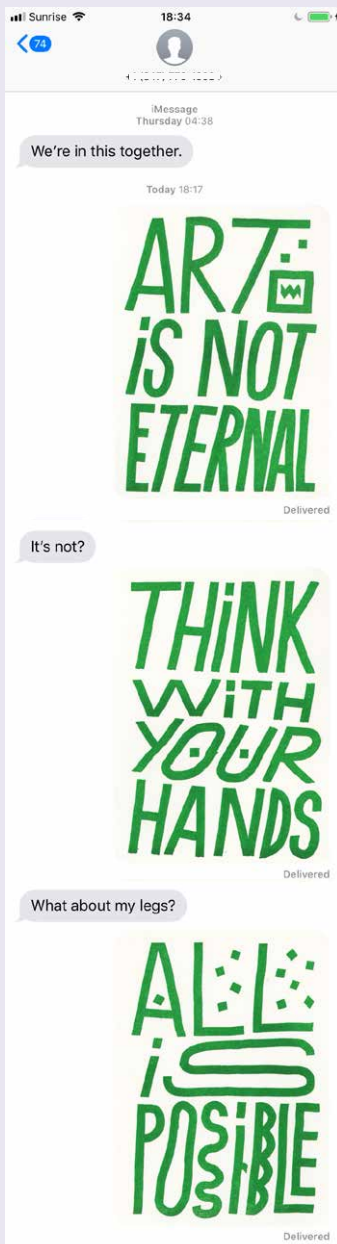 Sunrise
18:34
74
iMessage
Thursday 04:38
We're in this together.
Today 18:17
ART
iS NOT
ETERNAL
Delivered
It's not?
THiNK
WiTH
YOUR
HANDS
Delivered
What about my legs?
ALL
iS
POSSiBLE
Delivered